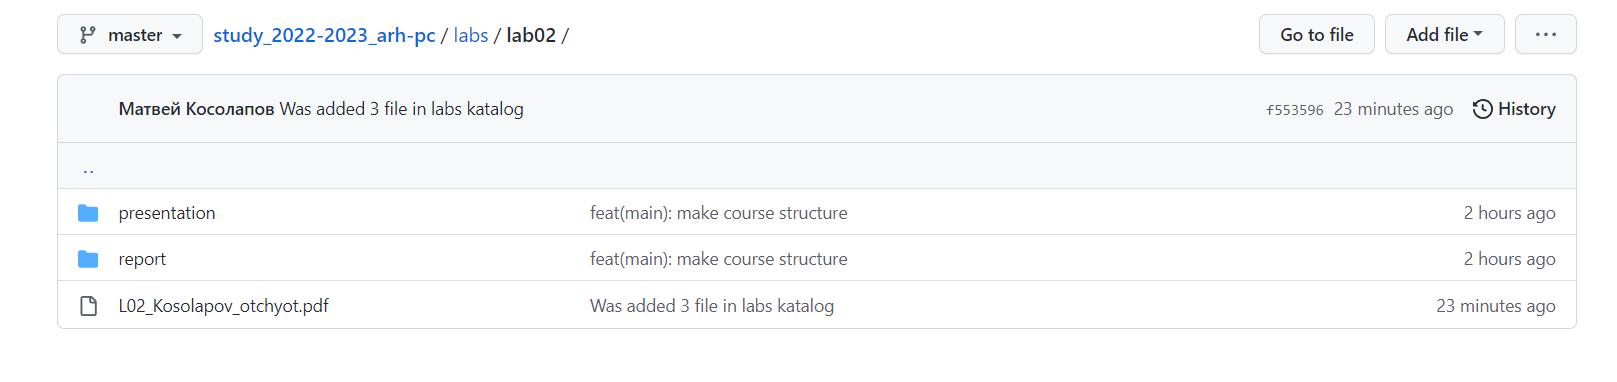 master study_2022-2023_arh-pc / labs / lab02 / Go to file Add file ...
Матвей Косолапов Was added 3 file in labs katalog f553596 23 minutes ago History
..
presentation feat(main): make course structure 2 hours ago
report feat(main): make course structure 2 hours ago
L02_Kosolapov_otchyot.pdf Was added 3 file in labs katalog 23 minutes ago